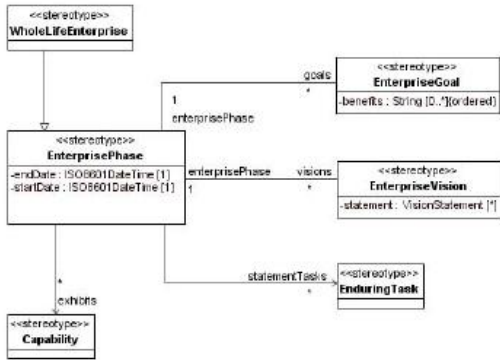 <<stereotype>>
WholeLifeEnterprise
<<stereotype>>
EnterpriseGoal
-benefits : String [0..*]{ordered}
goals
*
1
enterprisePhase
<<stereotype>>
EnterprisePhase
-endDate : ISO8601DateTime [1]
-startDate : ISO8601DateTime [1]
enterprisePhase
1
visions
*
<<stereotype>>
EnterpriseVision
-statement : VisionStatement [*]
statementTasks
*
<<stereotype>>
EnduringTask
*
exhibits
<<stereotype>>
Capability